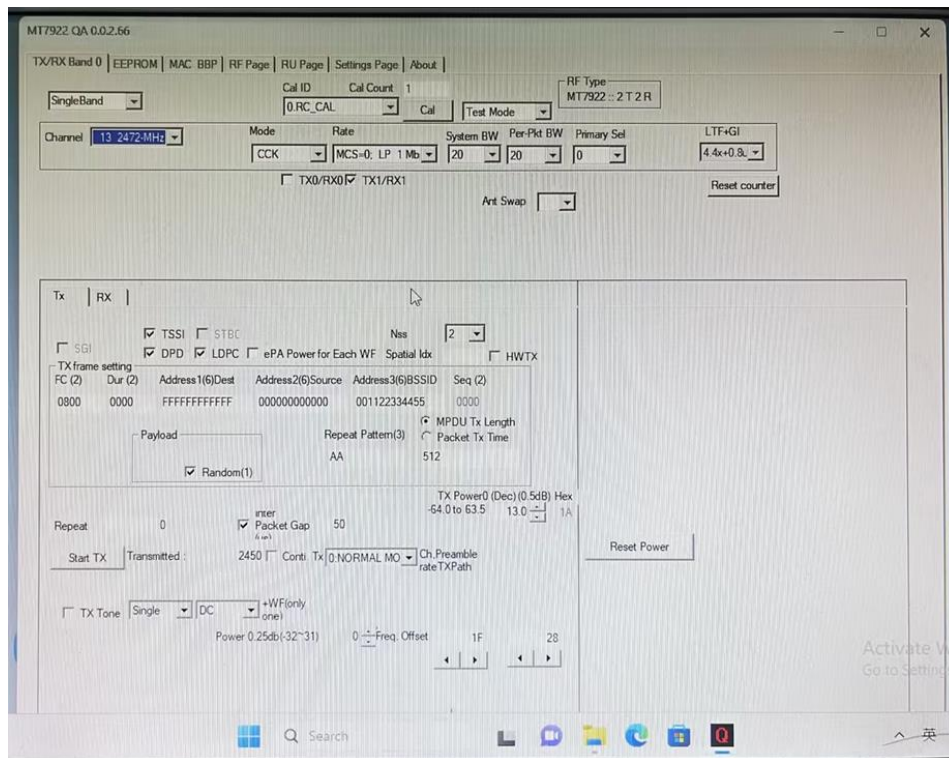 MT7922 QA 0.0.2.66
TX/RX Band 0 EEPROM MAC BBP RF Page RU Page Settings Page About
Cal ID Cal Count 1
RF Type
SingleBand 0.RC_CAL Cal Test Mode MT7922 :: 2 T 2 R
Channel 13 2472-MHz Mode Rate System BW Per-Pkt BW Primary Sel LTF+GI
CCK MCS=0; LP 1 Mb 20 20 0 4.4x+0.8
TX0/RX0 TX1/RX1 Reset counter
Ant Swap
Tx RX
TSSI STBC Nss 2
SGI DPD LDPC ePA Power for Each WF Spatial Idx HWTX
TX frame setting
FC (2) Dur (2) Address1(6)Dest Address2(6)Source Address3(6)BSSID Seq (2)
0800 0000 FFFFFFFFFFFF 000000000000 001122334455 0000
MPDU Tx Length
Payload Repeat Pattern(3) Packet Tx Time
AA 512
Random(1)
TX Power0 (Dec) (0.5dB) Hex
-64.0 to 63.5 13.0 1A
Repeat 0 Packet Gap 50
Reset Power
Start TX Transmitted : 2450 Conti Tx 0:NORMAL MO Ch,Preamble
rate TXPath
TX Tone Single DC +WF(only
one)
Power 0.25db(-32~31) 0 Freq. Offset 1F 28
Activate W
Go to Setting
Search
英